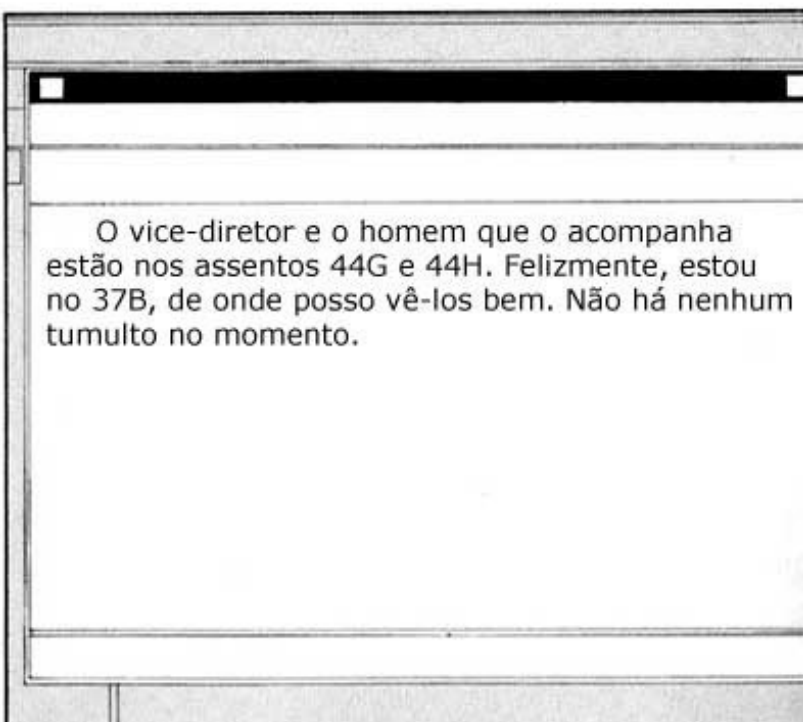 O vice-diretor e o homem que o acompanha
estão nos assentos 44G e 44H. Felizmente, estou
no 37B, de onde posso vê-los bem. Não há nenhum
tumulto no momento.